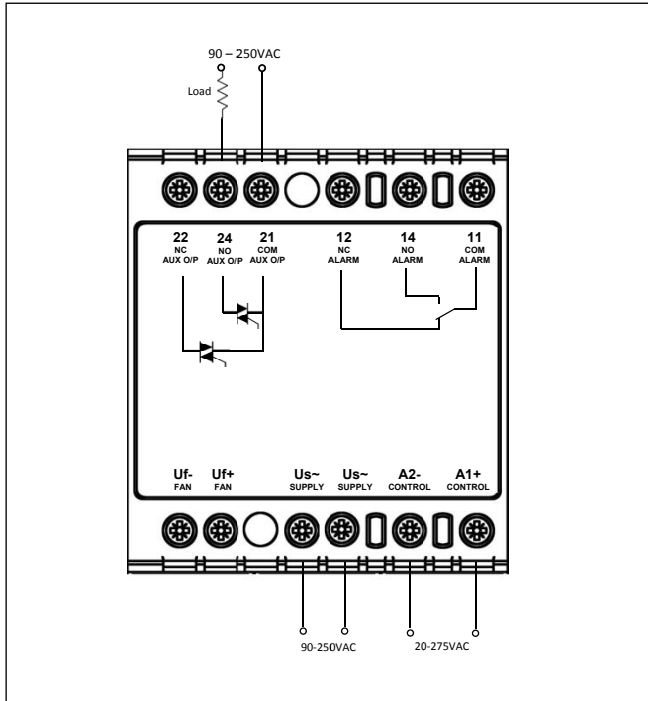 90 – 250VAC
Load
22 24 21 12 14 11
NC NO COM NC NO COM
AUX O/P AUX O/P AUX O/P ALARM ALARM ALARM
Uf- Uf+ Us~ Us~ A2- A1+
FAN FAN SUPPLY SUPPLY CONTROL CONTROL
90-250VAC 20-275VAC